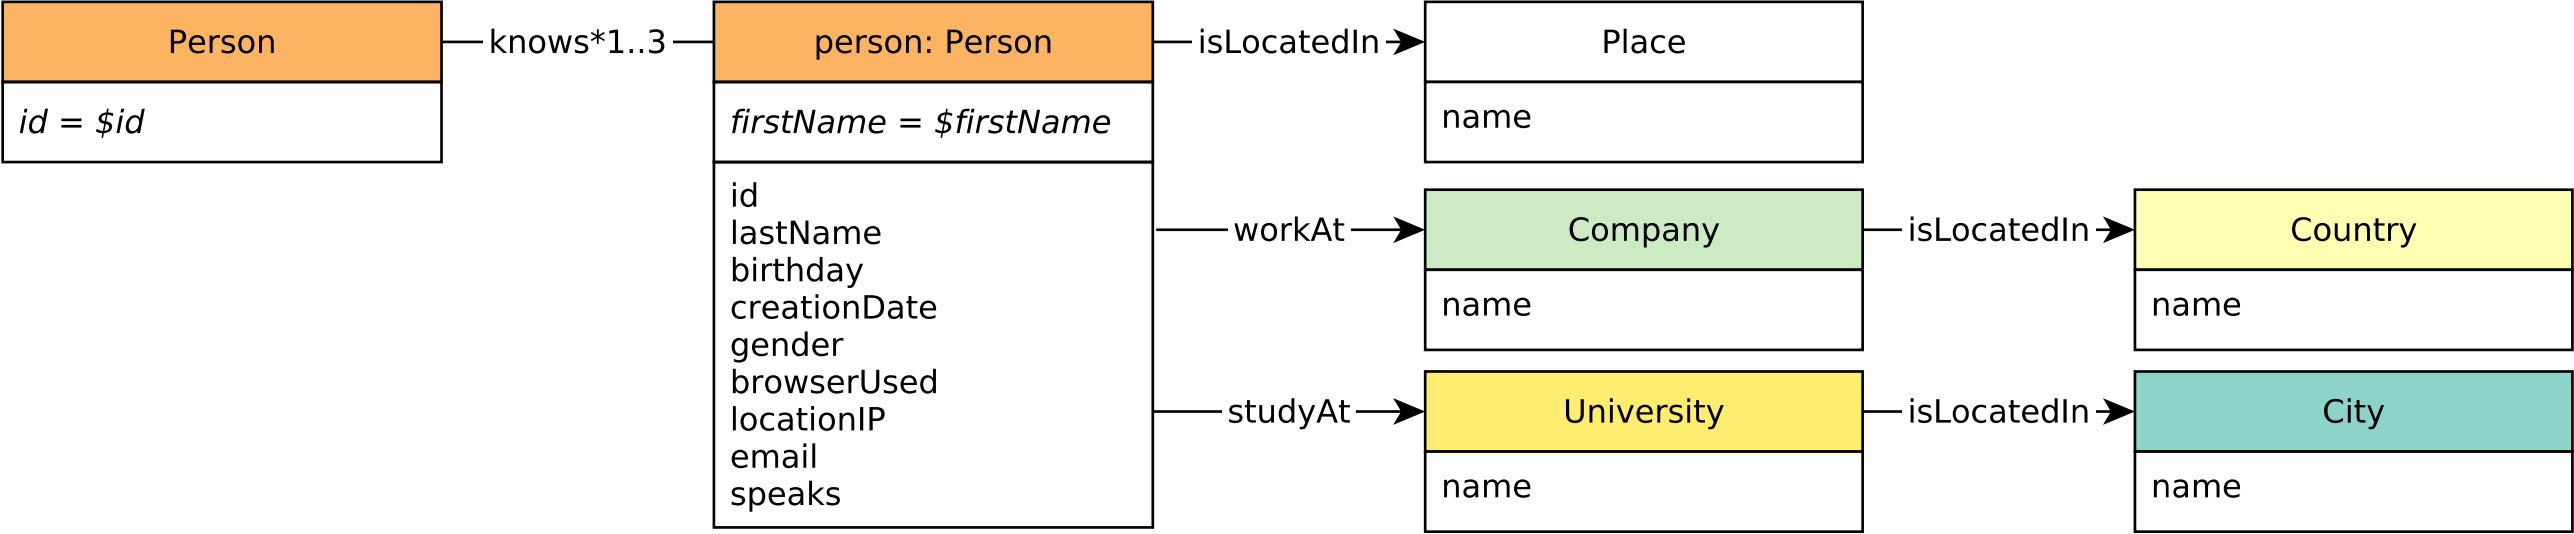 Person
id = $id
knows*1..3
person: Person
firstName = $firstName
id
lastName
birthday
creationDate
gender
browserUsed
locationIP
email
speaks
isLocatedIn
Place
name
workAt
Company
name
isLocatedIn
Country
name
studyAt
University
name
isLocatedIn
City
name